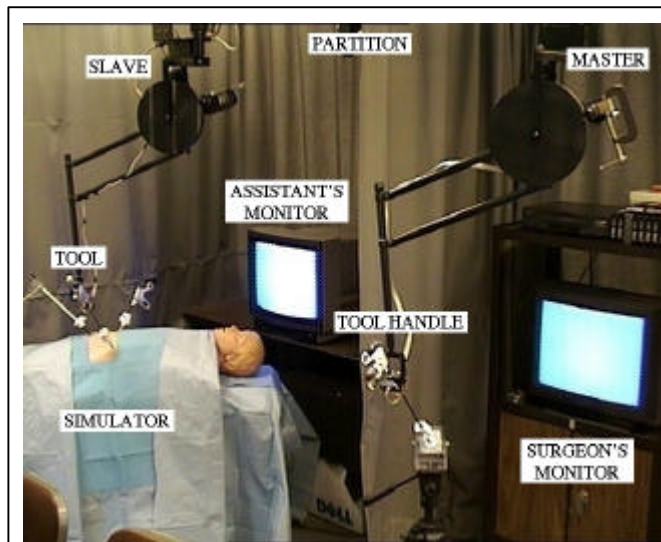 PARTITION
SLAVE
MASTER
ASSISTANT'S
MONITOR
TOOL
TOOL HANDLE
SIMULATOR
SURGEON'S
MONITOR
DELL